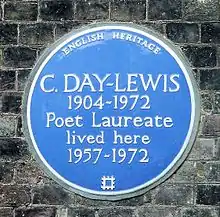 ENGLISH HERITAGE
C. DAY-LEWIS
1904-1972
Poet Laureate
lived here
1957-1972